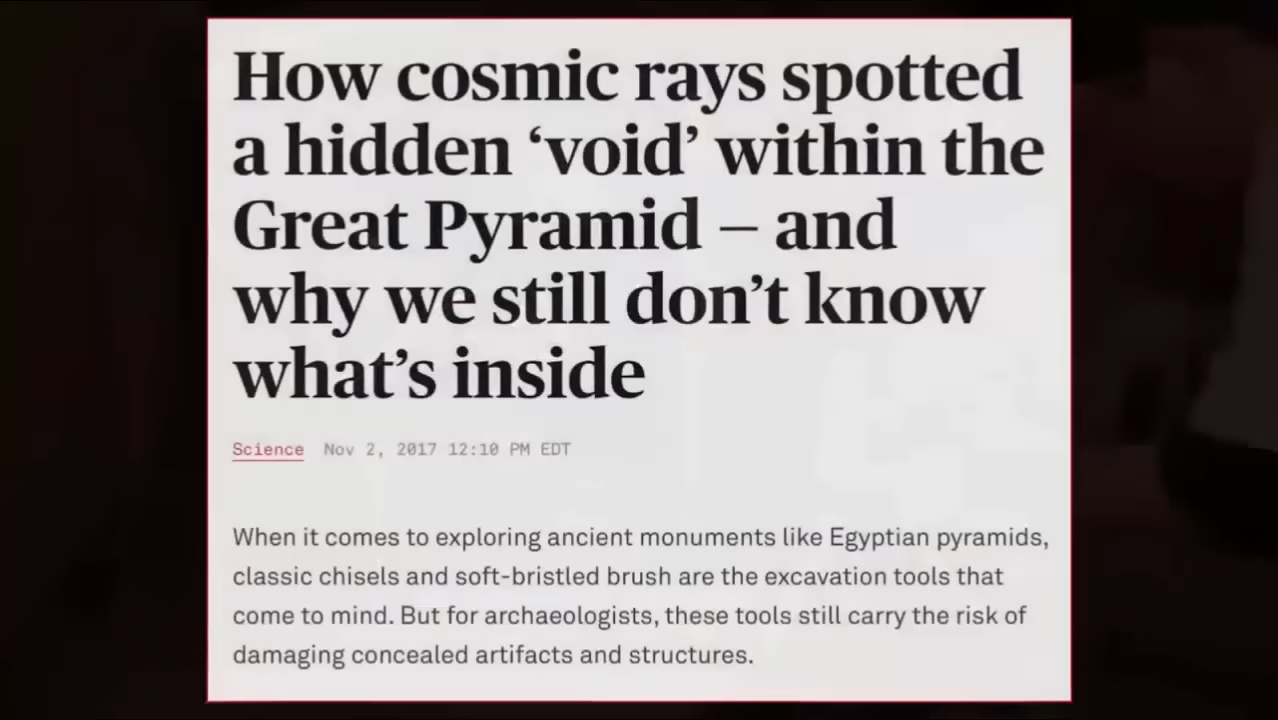 How cosmic rays spotted
a hidden ‘void’ within the
Great Pyramid – and
why we still don’t know
what’s inside
Science Nov 2, 2017 12:10 PM EDT
When it comes to exploring ancient monuments like Egyptian pyramids,
classic chisels and soft-bristled brush are the excavation tools that
come to mind. But for archaeologists, these tools still carry the risk of
damaging concealed artifacts and structures.